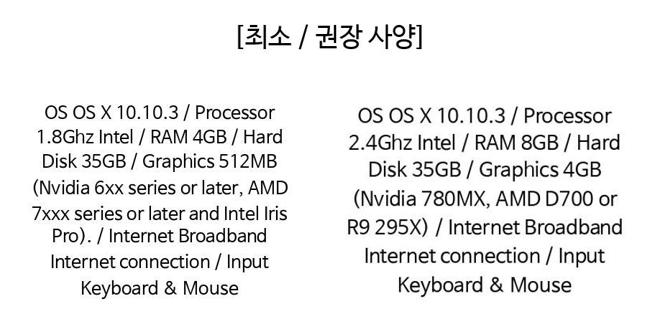 [최소 / 권장 사양]
OS OS X 10.10.3 / Processor
1.8Ghz Intel / RAM 4GB / Hard
Disk 35GB / Graphics 512MB
(Nvidia 6xx series or later, AMD
7xxx series or later and Intel Iris
Pro). / Internet Broadband
Internet connection / Input
Keyboard & Mouse
OS OS X 10.10.3 / Processor
2.4Ghz Intel / RAM 8GB / Hard
Disk 35GB / Graphics 4GB
(Nvidia 780MX, AMD D700 or
R9 295X) / Internet Broadband
Internet connection / Input
Keyboard & Mouse